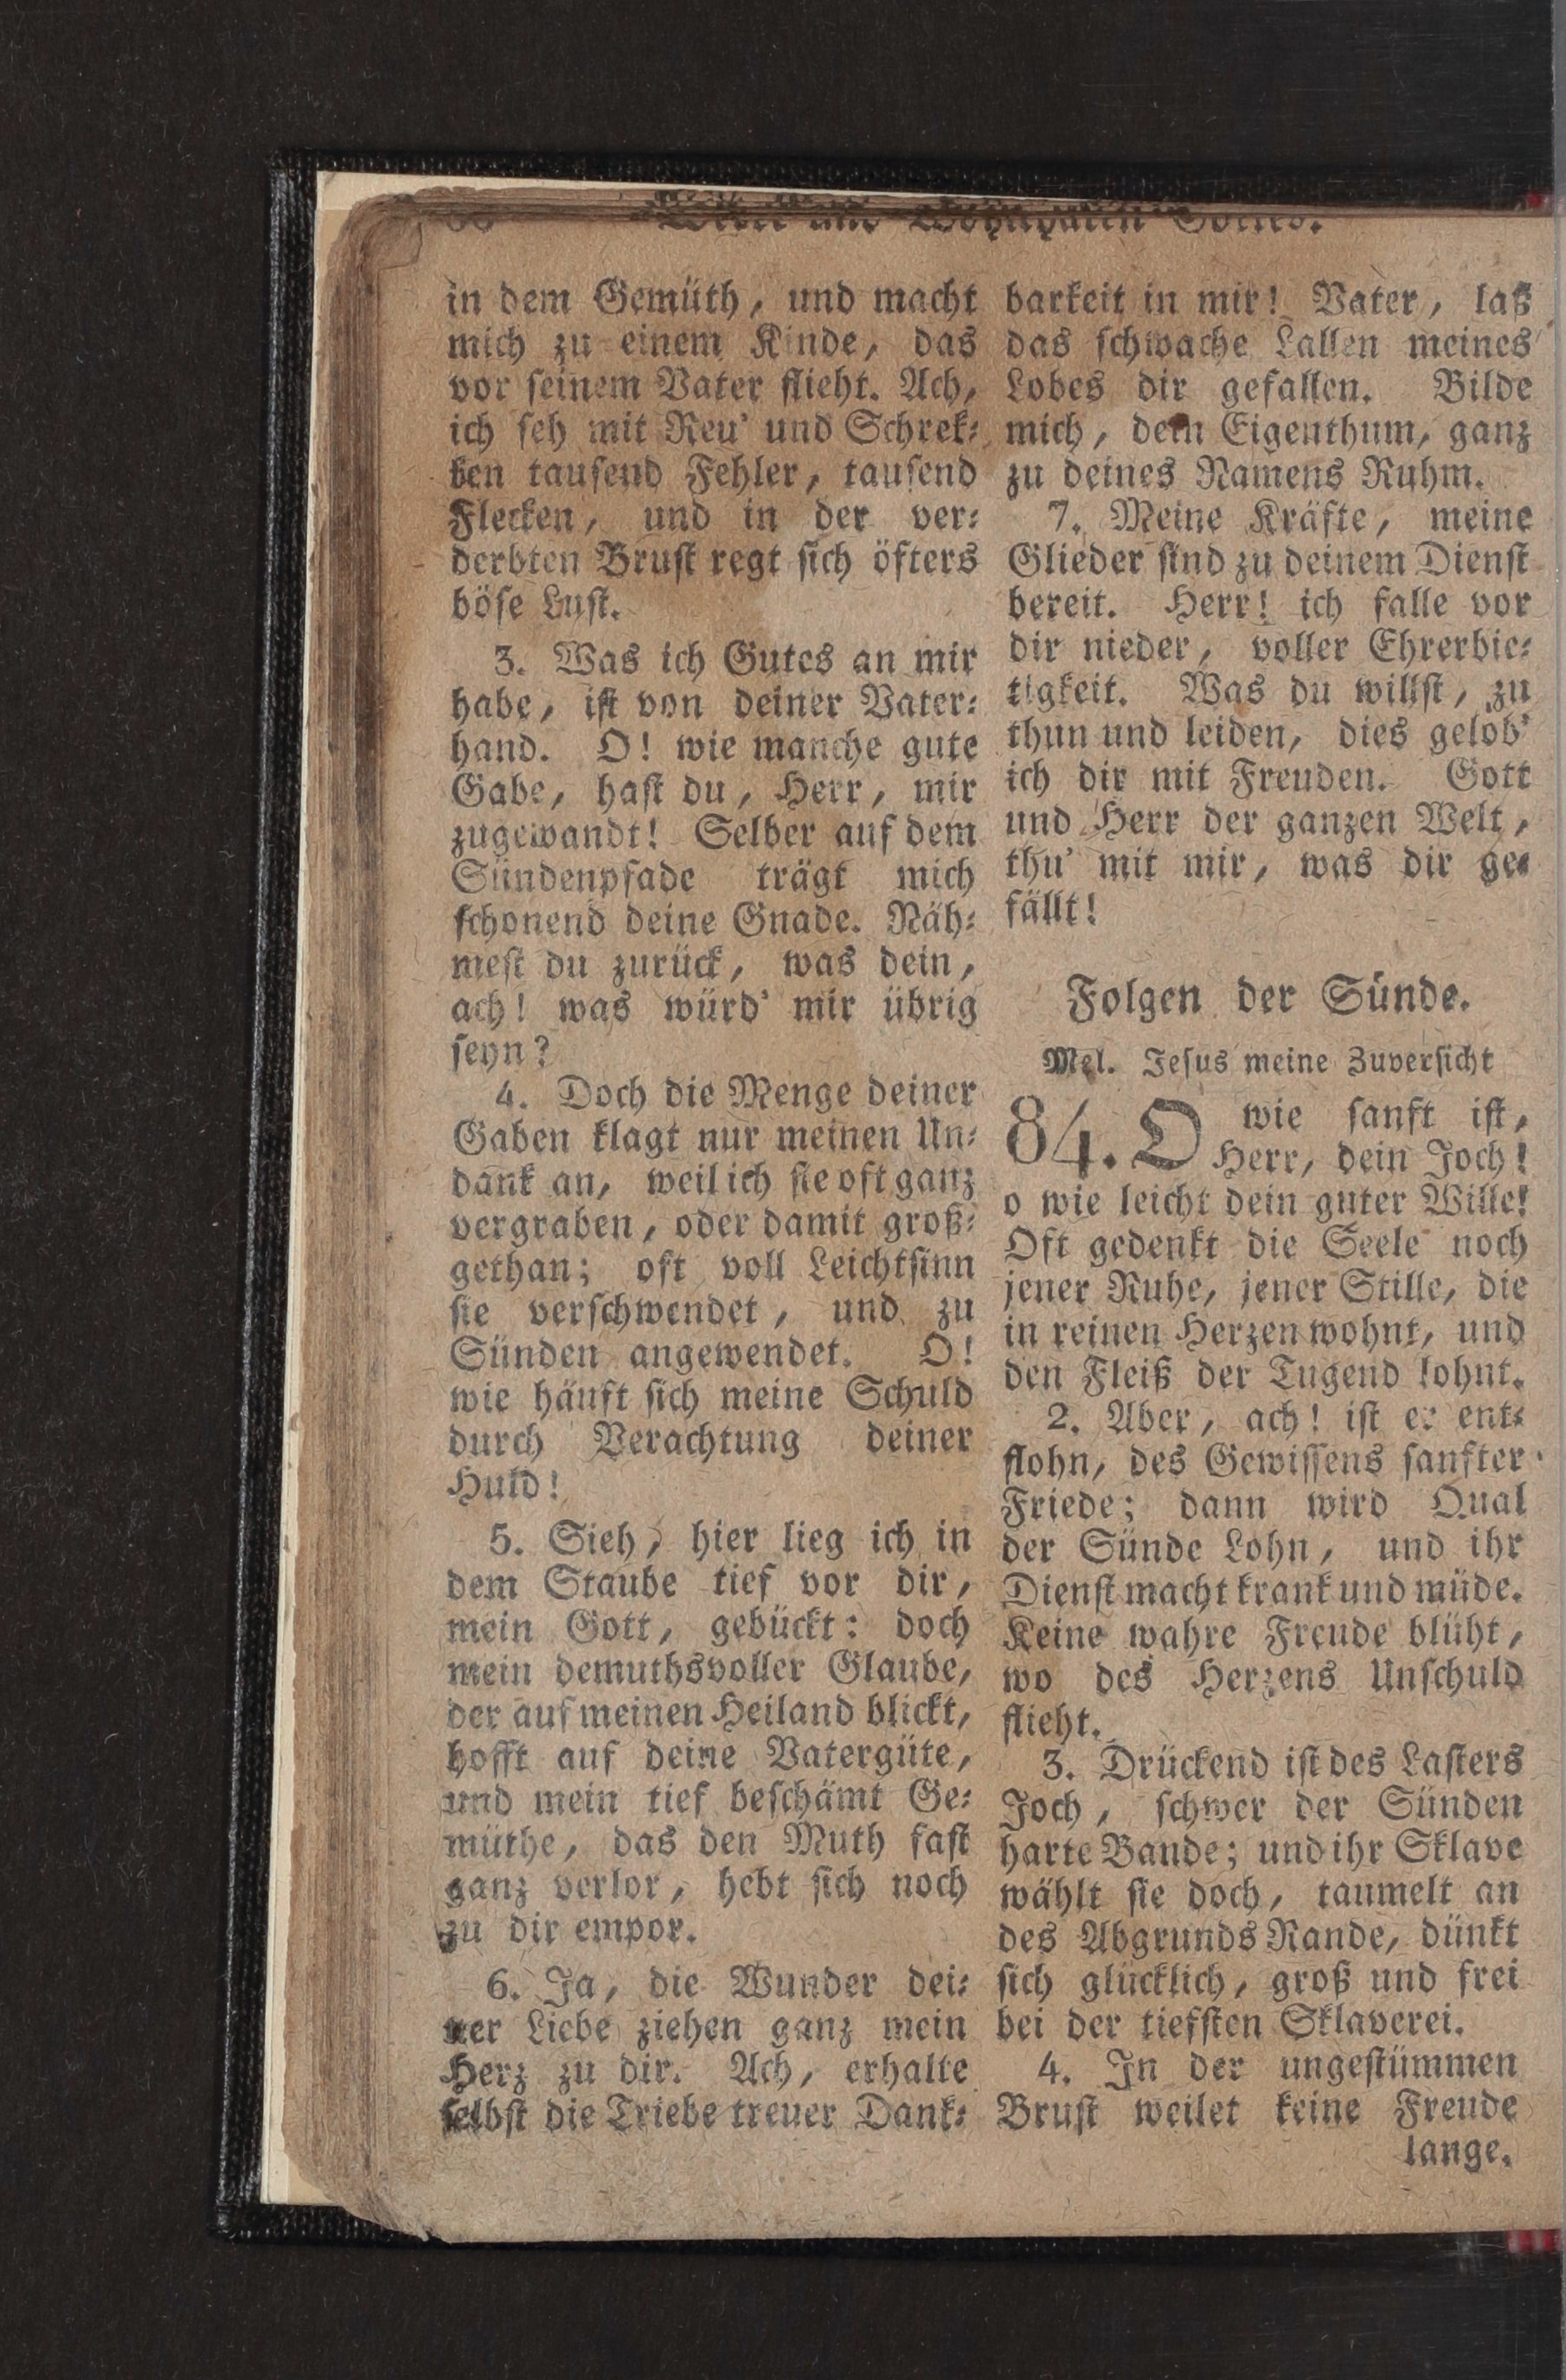 in dem Gemüth, und macht
mich zu einem Kinde, das
vor seinem Vater flieht. Ach,
ich seh mit Reu' und Schrek-
ken tausend Fehler, tausend
Flecken, und in der ver-
derbten Brust regt sich öfters
böse Lust.
3. Was ich Gutes an mir
habe, ist von deiner Vater-
hand. O! wie manche gute
Gabe, hast du, Herr, mir
zugewandt! Selber auf dem
Sündenpfade trägt mich
schonend deine Gnade. Näh-
mest du zurück, was dein,
ach! was würd' mir übrig
seyn?
4. Doch die Menge deiner
Gaben klagt nur meinen Un-
dank an, weil ich sie oft ganz
vergraben, oder damit groß-
gethan; oft voll Leichtsinn
sie verschwendet, und zu
Sünden angewendet. O!
wie häuft sich meine Schuld
durch Verachtung deiner
Huld!
5. Sieh, hier lieg ich in
dem Staube tief vor dir,
mein Gott, gebückt: doch
mein demuthsvoller Glaube,
der auf meinen Heiland blickt,
hofft auf deine Vatergüte,
und mein tief beschämt Ge-
müthe, das den Muth fast
ganz verlor, hebt sich noch
zu dir empor.
6. Ja, die Wunder dei-
ner Liebe ziehen ganz mein
Herz zu dir. Ach, erhalte
selbst die Triebe treuer Dank-
barkeit in mir! Vater, laß
das schwache Lallen meines
Lobes dir gefallen. Bilde
mich, dein Eigenthum, ganz
zu deines Namens Ruhm.
7. Meine Kräfte, meine
Glieder sind zu deinem Dienst
bereit. Herr! ich falle vor
dir nieder, voller Ehrerbie-
tigkeit. Was du willst, zu
thun und leiden, dies gelob'
ich dir mit Freuden. Gott
und Herr der ganzen Welt,
thu' mit mir, was dir ge-
fällt!
Folgen der Sünde.
Mel. Jesus meine Zuversicht
84. O wie sanft ist,
Herr, dein Joch!
o wie leicht dein guter Wille!
Oft gedenkt die Seele noch
jener Ruhe, jener Stille, die
in reinen Herzen wohnt, und
den Fleiß der Tugend lohnt.
2. Aber, ach! ist er ent-
flohn, des Gewissens sanfter
Friede; dann wird Qual
der Sünde Lohn, und ihr
Dienst macht krank und müde.
Keine wahre Freude blüht,
wo des Herzens Unschuld
flieht.
3. Drückend ist des Lasters
Joch, schwer der Sünden
harte Bande; und ihr Sklave
wählt sie doch, taumelt an
des Abgrunds Rande, dünkt
sich glücklich, groß und frei
bei der tiefsten Sklaverei.
4. In der ungestümmen
Brust weilet keine Freude
lange.